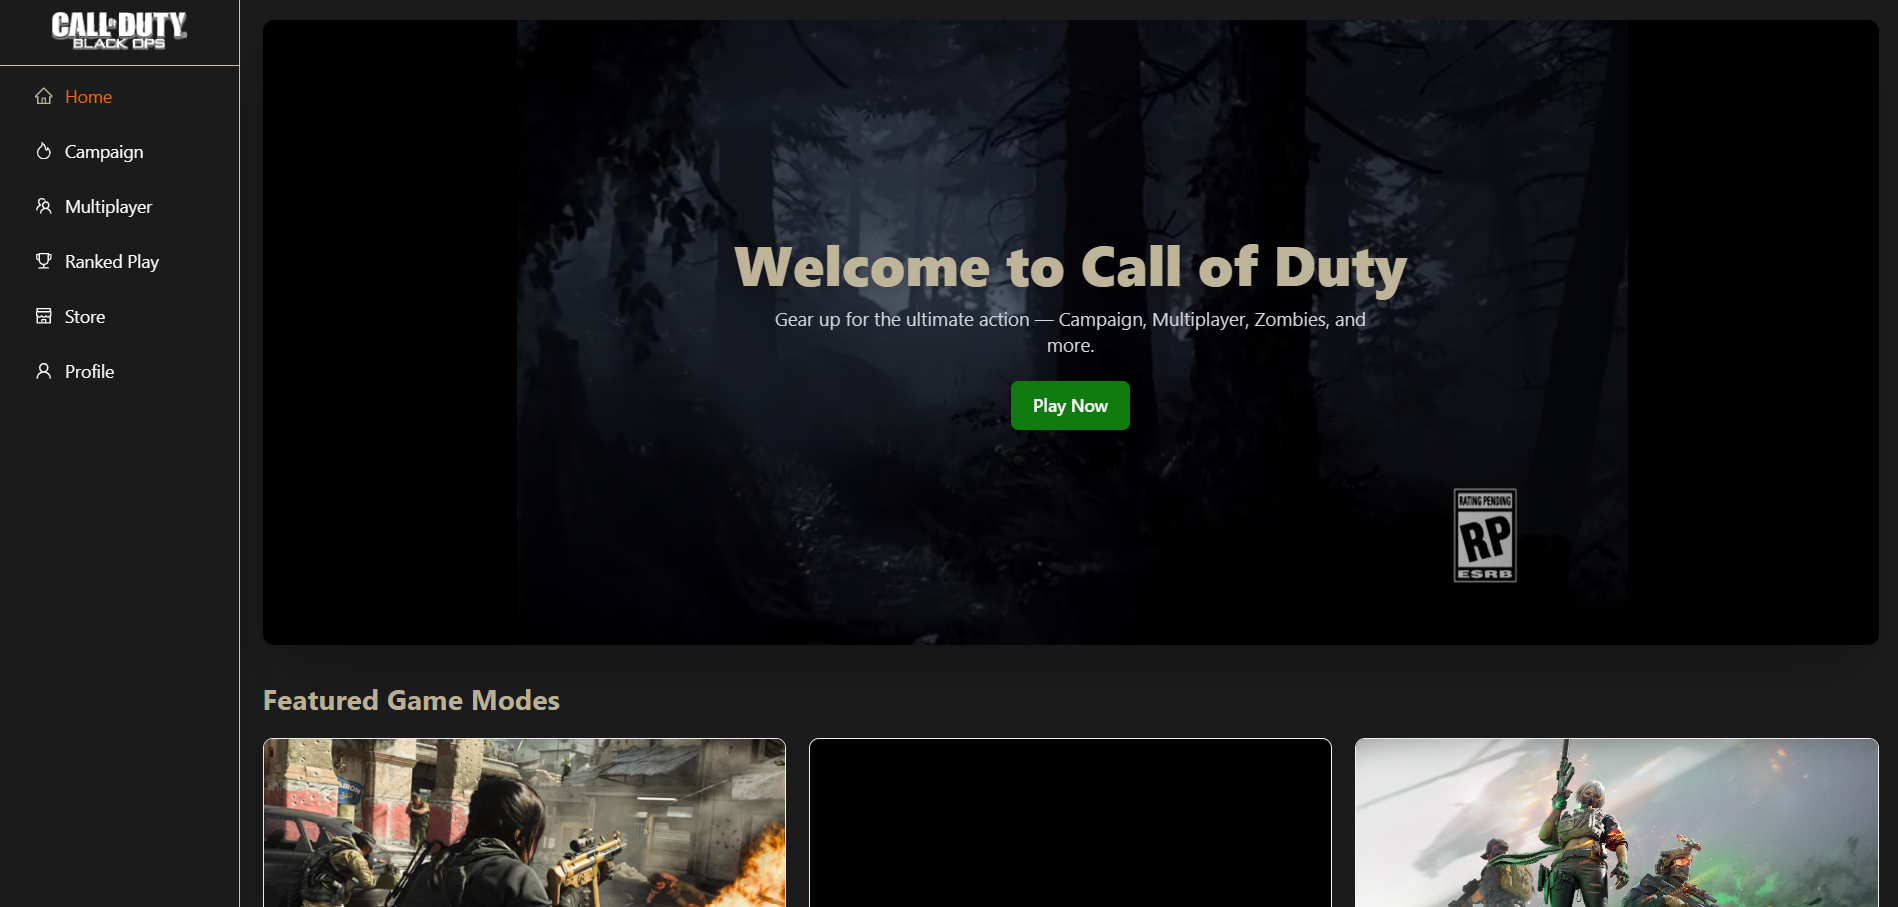 CALL OF DUTY
BLACK OPS
Home
Campaign
Multiplayer
Ranked Play
Store
Profile
Welcome to Call of Duty
Gear up for the ultimate action — Campaign, Multiplayer, Zombies, and
more.
Play Now
RATING PENDING
RP
ESRB
Featured Game Modes